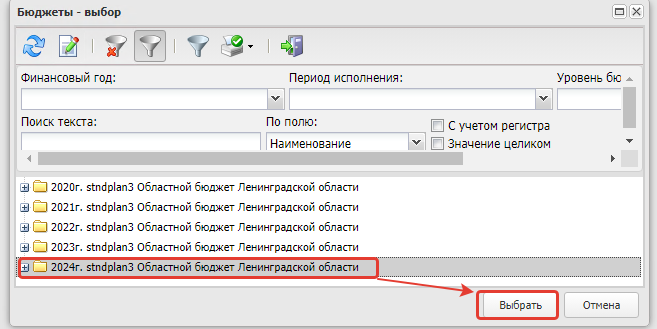 Бюджеты - выбор
Финансовый год:
Период исполнения:
Уровень бю
Поиск текста:
По полю:
С учетом регистра
Наименование
Значение целиком
2020г. stndplan3 Областной бюджет Ленинградской области
2021г. stndplan3 Областной бюджет Ленинградской области
2022г. stndplan3 Областной бюджет Ленинградской области
2023г. stndplan3 Областной бюджет Ленинградской области
2024г. stndplan3 Областной бюджет Ленинградской области
Выбрать
Отмена